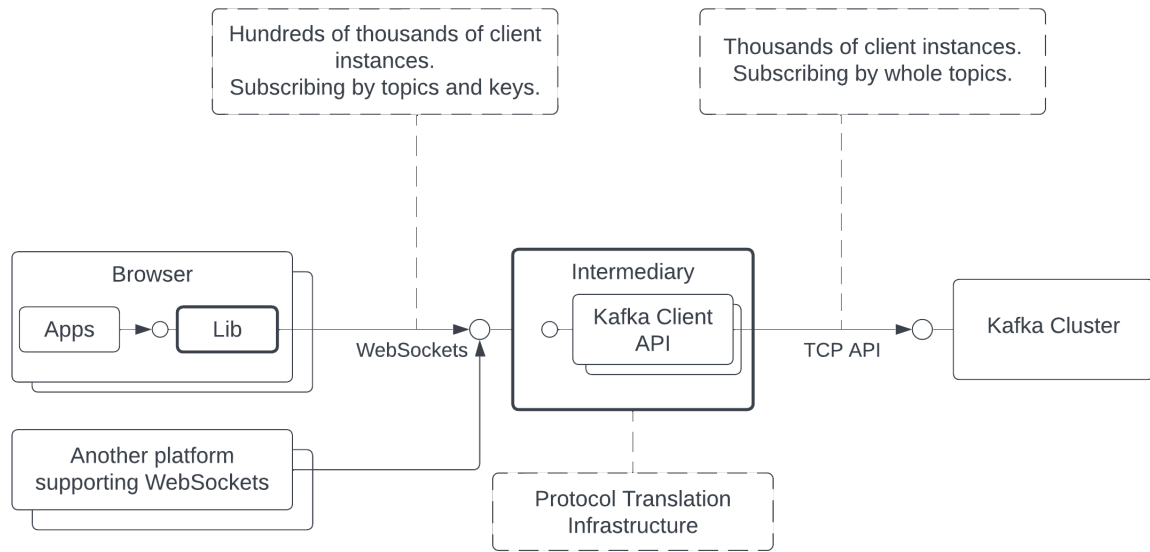 Hundreds of thousands of client
instances.
Subscribing by topics and keys.
Thousands of client instances.
Subscribing by whole topics.
Browser
Apps
Lib
WebSockets
Intermediary
Kafka Client
API
TCP API
Kafka Cluster
Another platform
supporting WebSockets
Protocol Translation
Infrastructure